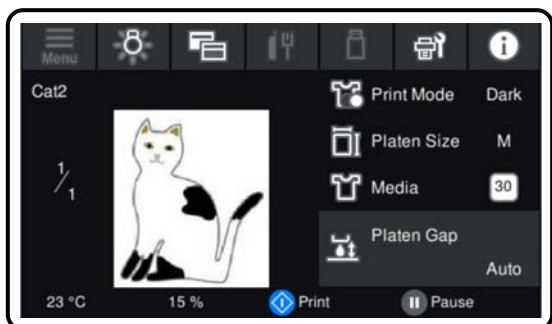 Menu
Cat2
1/1
Print Mode Dark
Platen Size M
Media 30
Platen Gap
Auto
23 °C 15 % Print Pause